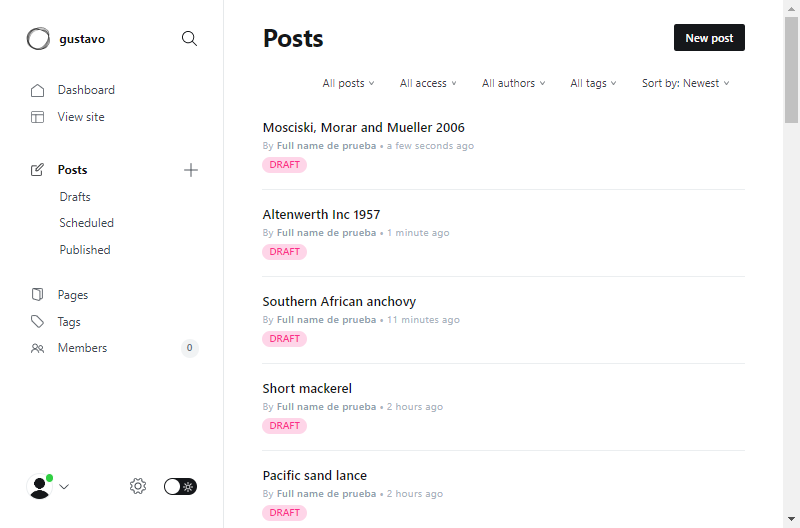 gustavo
Dashboard
View site
Posts
Drafts
Scheduled
Published
Pages
Tags
Members 0
Posts
New post
All posts All access All authors All tags Sort by: Newest
Mosciski, Morar and Mueller 2006
By Full name de prueba • a few seconds ago
DRAFT
Altenwerth Inc 1957
By Full name de prueba • 1 minute ago
DRAFT
Southern African anchovy
By Full name de prueba • 11 minutes ago
DRAFT
Short mackerel
By Full name de prueba • 2 hours ago
DRAFT
Pacific sand lance
By Full name de prueba • 2 hours ago
DRAFT